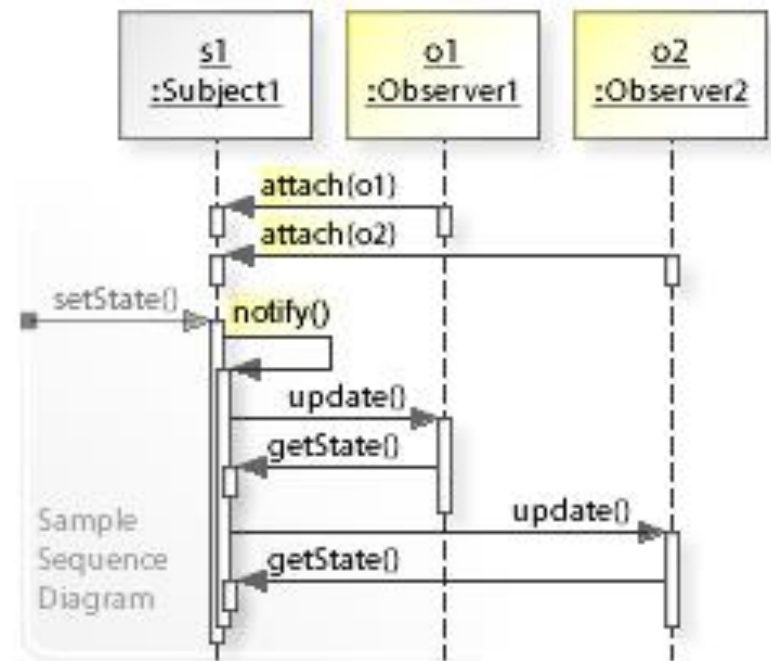 s1
:Subject1
o1
:Observer1
o2
:Observer2
attach(o1)
attach(o2)
setState()
notify()
update()
getState()
update()
getState()
Sample
Sequence
Diagram